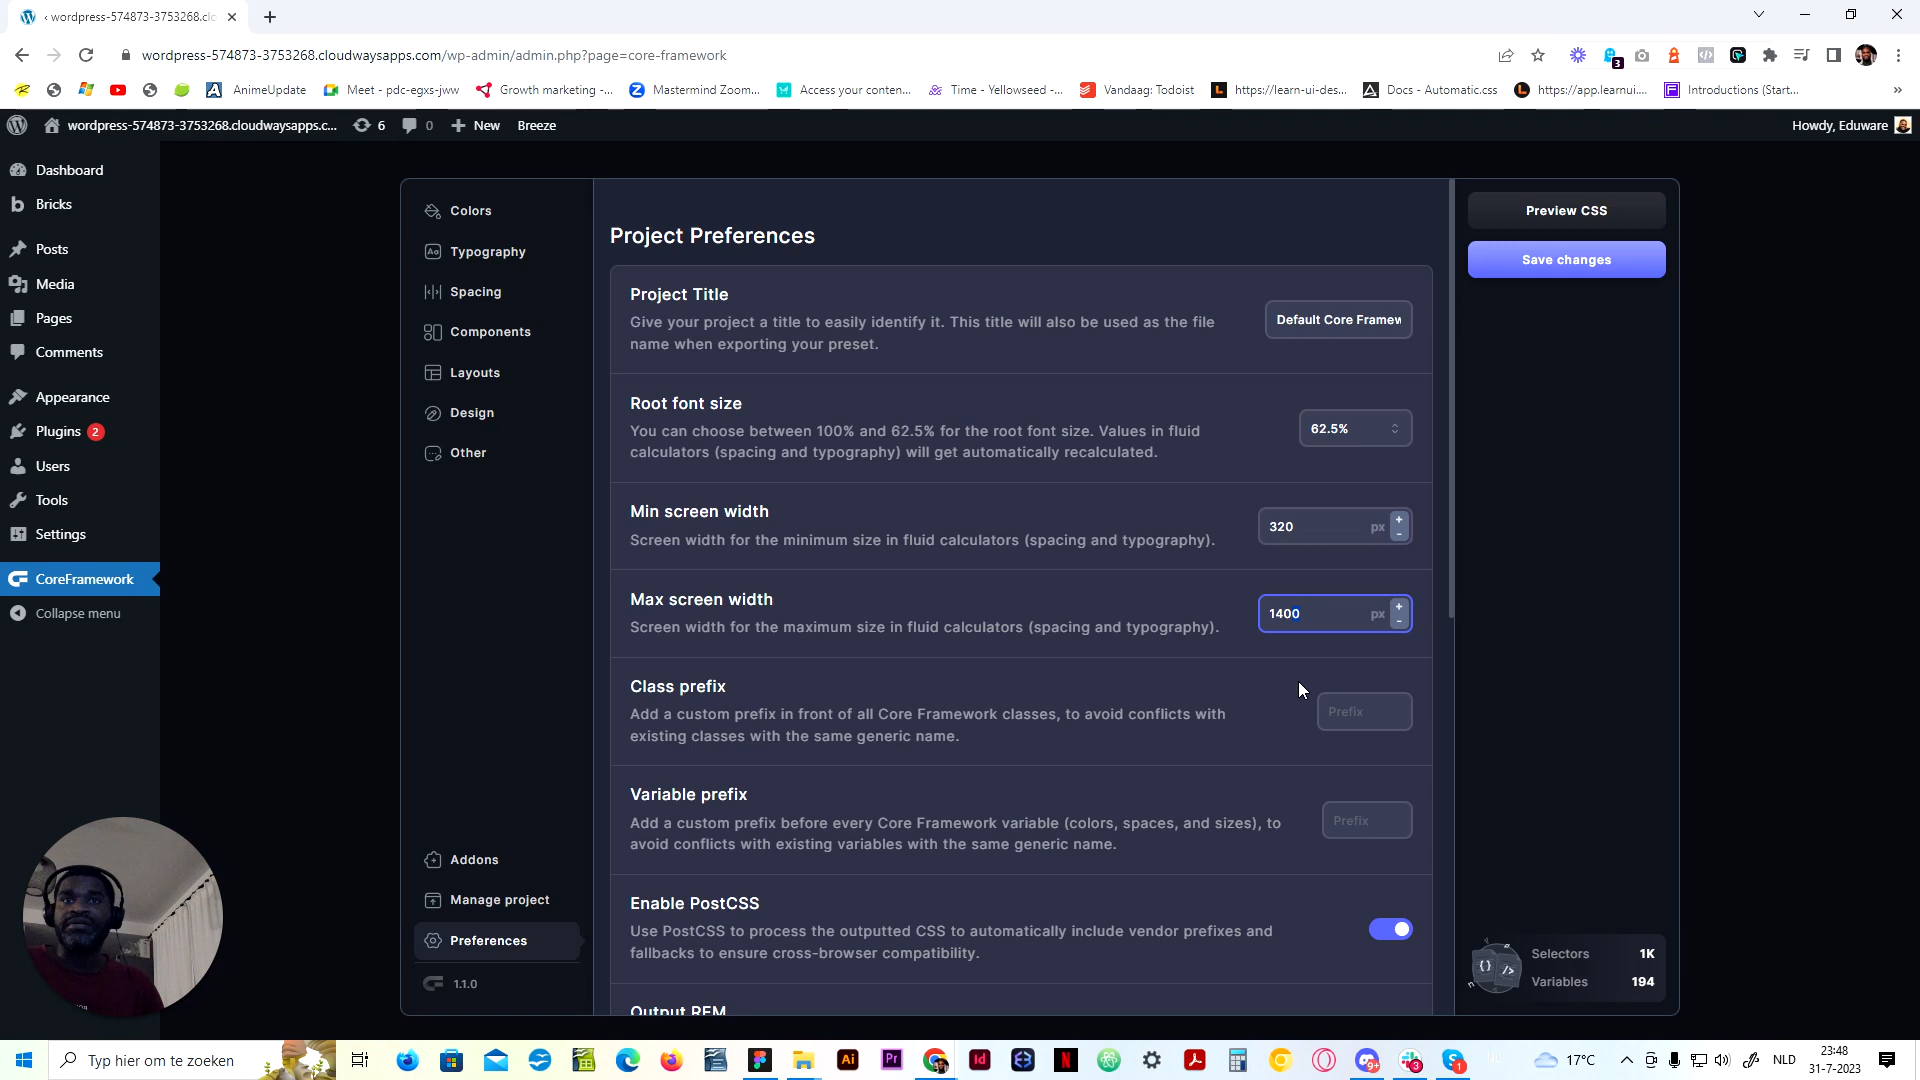 ‹ wordpress-574873-3753268.clo
wordpress-574873-3753268.cloudwaysapps.com/wp-admin/admin.php?page=core-framework
3
AnimeUpdate
Meet - pdc-egxs-jww
Growth marketing -...
Mastermind Zoom...
Access your conten...
Time - Yellowseed -...
Vandaag: Todoist
https://learn-ui-des...
Docs - Automatic.css
https://app.learnui....
Introductions (Start...
»
wordpress-574873-3753268.cloudwaysapps.c...
6
0
New
Breeze
Howdy, Eduware
Dashboard
Bricks
Posts
Media
Pages
Comments
Appearance
Plugins 2
Users
Tools
Settings
CoreFramework
Collapse menu
Colors
Typography
Spacing
Components
Layouts
Design
Other
Addons
Manage project
Preferences
1.1.0
Project Preferences
Project Title
Give your project a title to easily identify it. This title will also be used as the file
name when exporting your preset.
Default Core Framew
Root font size
You can choose between 100% and 62.5% for the root font size. Values in fluid
calculators (spacing and typography) will get automatically recalculated.
62.5%
Min screen width
Screen width for the minimum size in fluid calculators (spacing and typography).
320 px + -
Max screen width
Screen width for the maximum size in fluid calculators (spacing and typography).
1400 px + -
Class prefix
Add a custom prefix in front of all Core Framework classes, to avoid conflicts with
existing classes with the same generic name.
Prefix
Variable prefix
Add a custom prefix before every Core Framework variable (colors, spaces, and sizes), to
avoid conflicts with existing variables with the same generic name.
Prefix
Enable PostCSS
Use PostCSS to process the outputted CSS to automatically include vendor prefixes and
fallbacks to ensure cross-browser compatibility.
Output REM
Preview CSS
Save changes
Selectors 1K
Variables 194
Typ hier om te zoeken
17°C
NLD
23:48
31-7-2023